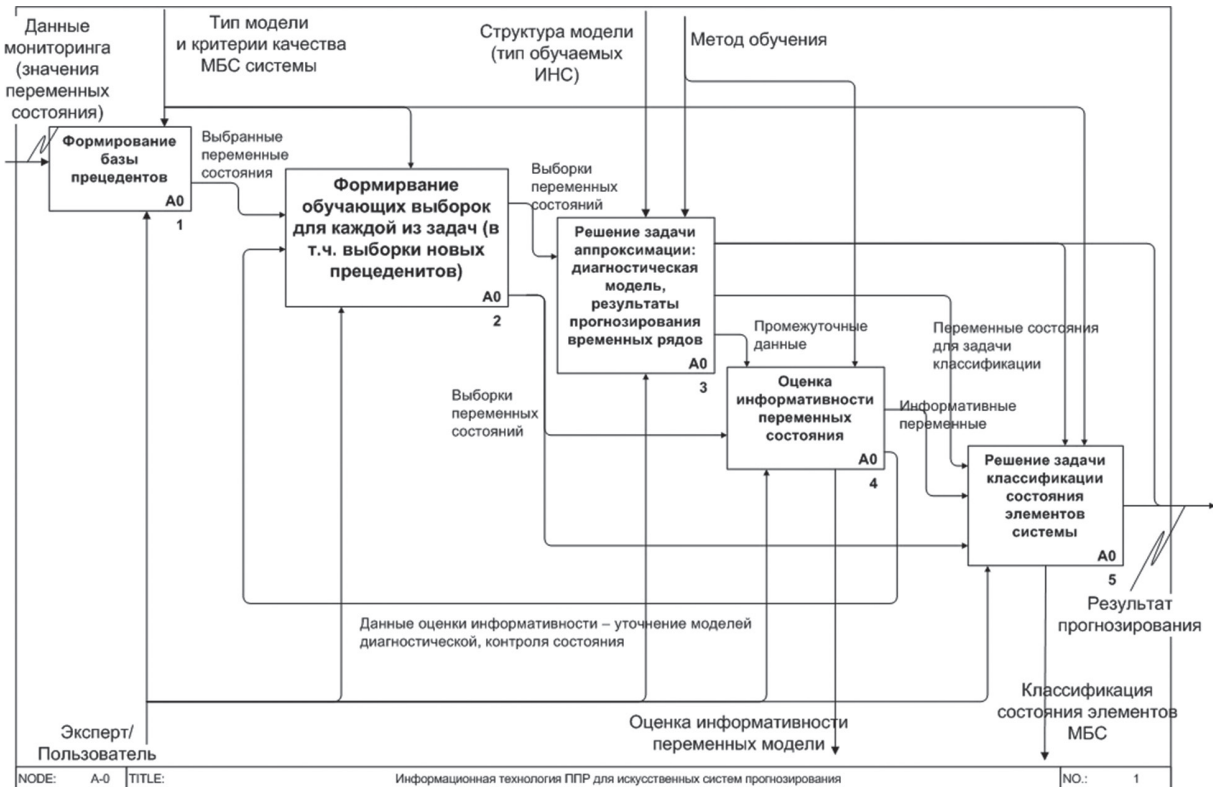 Данные
мониторинга
(значения
переменных
состояния)
Тип модели
и критерии качества
МБС системы
Структура модели
(тип обучаемых
ИНС)
Метод обучения
Формирование
базы
прецедентов
A0
1
Выбранные
переменные
состояния
Формирвание
обучающих выборок
для каждой из задач (в
т.ч. выборки новых
прецеденитов)
A0
2
Выборки
переменных
состояний
Решение задачи
аппроксимации:
диагностическая
модель,
результаты
прогнозирования
временных рядов
A0
3
Промежуточные
данные
Переменные состояния
для задачи
классификации
Выборки
переменных
состояний
Оценка
информативности
переменных
состояния
A0
4
Информативные
переменные
Решение задачи
классификации
состояния
элементов
системы
A0
5
Результат
прогнозирования
Данные оценки информативности – уточнение моделей
диагностической, контроля состояния
Эксперт/
Пользователь
Оценка информативности
переменных модели
Классификация
состояния элементов
МБС
NODE: A-0 TITLE: Информационная технология ППР для искусственных систем прогнозирования NO.: 1